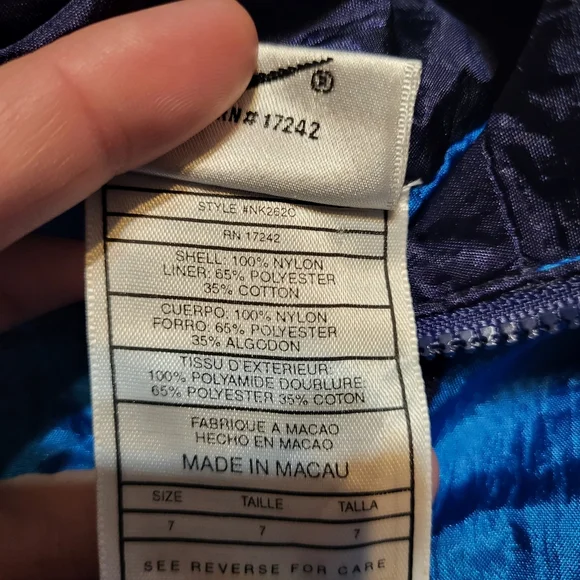 ®
RN# 17242
STYLE #NK2620
RN 17242
SHELL: 100% NYLON
LINER: 65% POLYESTER
35% COTTON
CUERPO: 100% NYLON
FORRO: 65% POLYESTER
35% ALGODON
TISSU D'EXTERIEUR:
100% POLYAMIDE DOUBLURE:
65% POLYESTER 35% COTON
FABRIQUE A MACAO
HECHO EN MACAO
MADE IN MACAU
SIZE TAILLE TALLA
7 7 7
SEE REVERSE FOR CARE